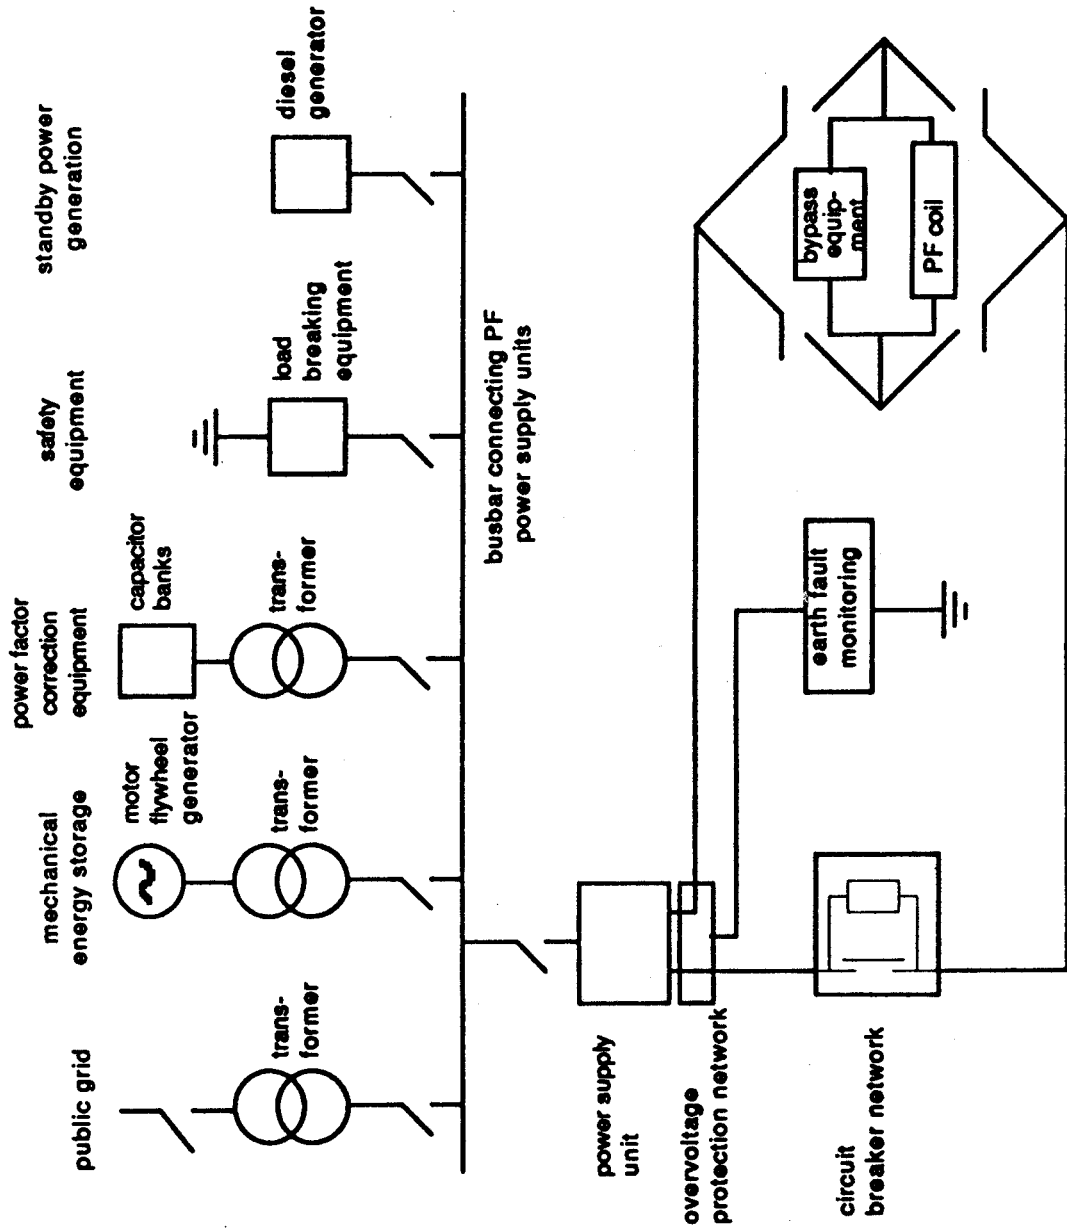 public grid
mechanical
energy storage
power factor
correction
equipment
safety
equipment
standby power
generation
motor
flywheel
generator
capacitor
banks
trans-
former
trans-
former
trans-
former
load
breaking
equipment
diesel
generator
busbar connecting PF
power supply units
power supply
unit
overvoltage
protection network
circuit
breaker network
earth fault
monitoring
bypass
equip-
ment
PF coil